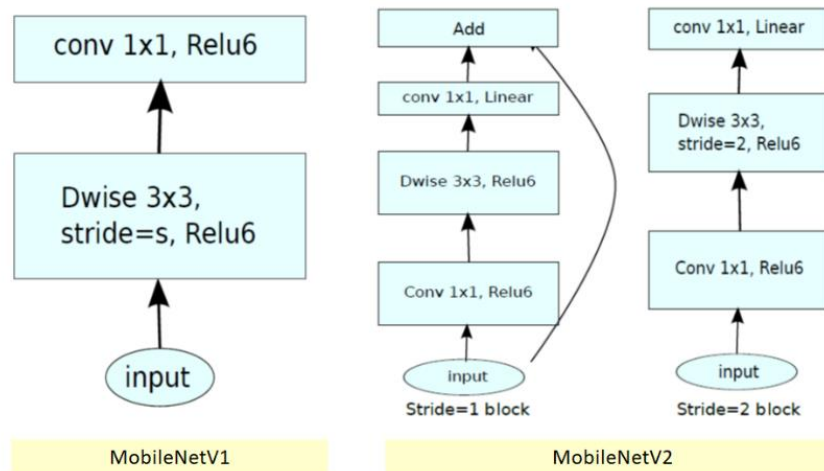 conv 1x1, Relu6
Dwise 3x3,
stride=s, Relu6
input
MobileNetV1
Add
conv 1x1, Linear
Dwise 3x3, Relu6
Conv 1x1, Relu6
input
Stride=1 block
conv 1x1, Linear
Dwise 3x3,
stride=2, Relu6
Conv 1x1, Relu6
input
Stride=2 block
MobileNetV2